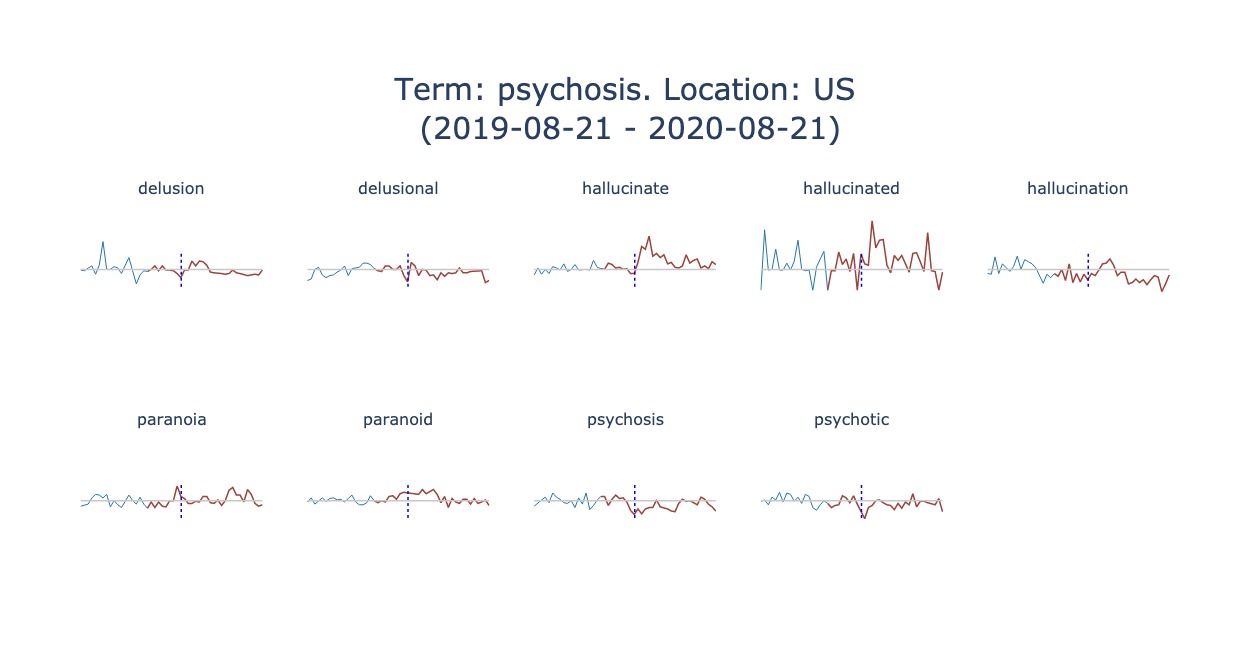 Term: psychosis. Location: US
(2019-08-21 - 2020-08-21)
delusion
delusional
hallucinate
hallucinated
hallucination
paranoia
paranoid
psychosis
psychotic